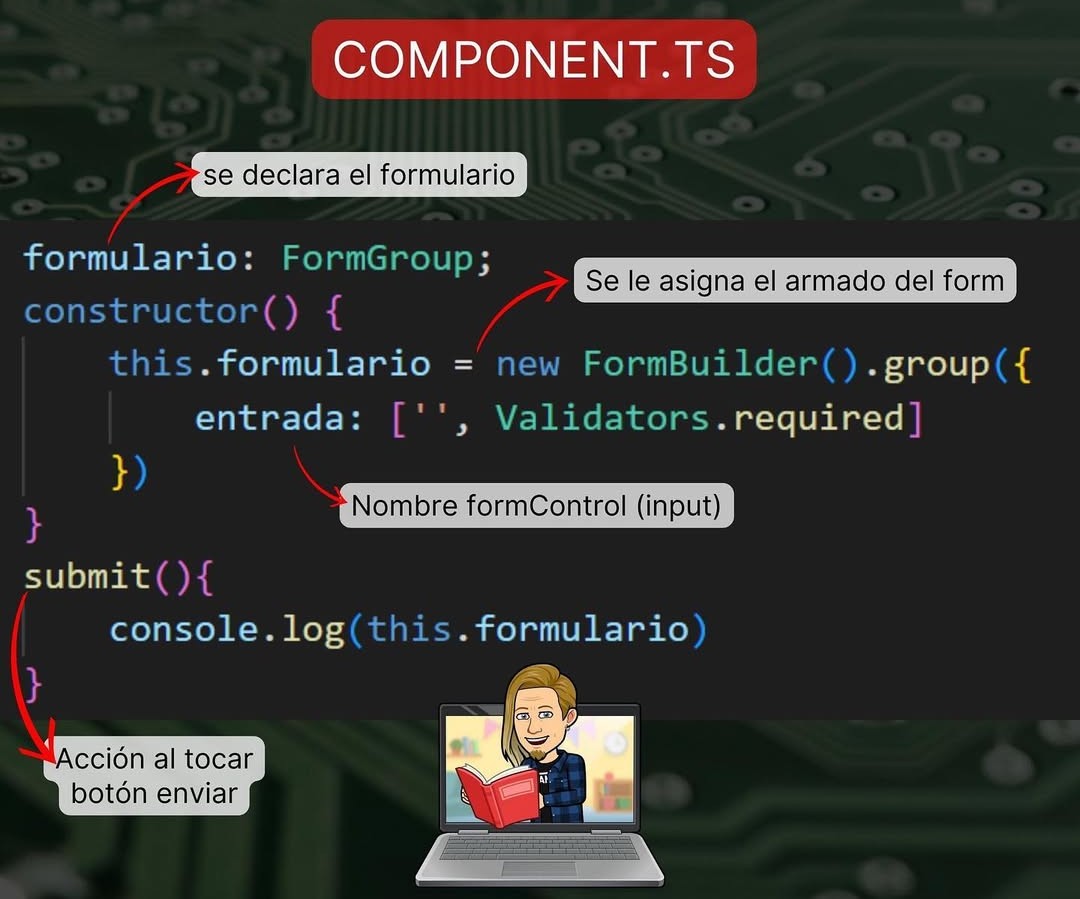 COMPONENT.TS
se declara el formulario
formulario: FormGroup;
Se le asigna el armado del form
constructor() {
this.formulario = new FormBuilder().group({
entrada: ['', Validators.required]
})
Nombre formControl (input)
}
submit(){
console.log(this.formulario)
}
Acción al tocar
botón enviar